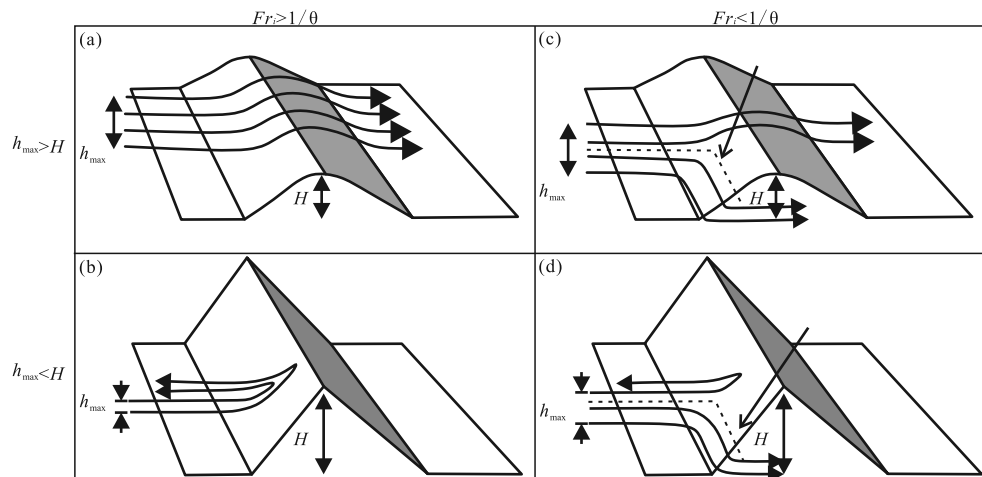 Frᵢ>1/θ
Frᵢ<1/θ
(a)
(c)
hmax>H
hmax
H
hmax
H
(b)
(d)
hmax<H
hmax
H
hmax
H